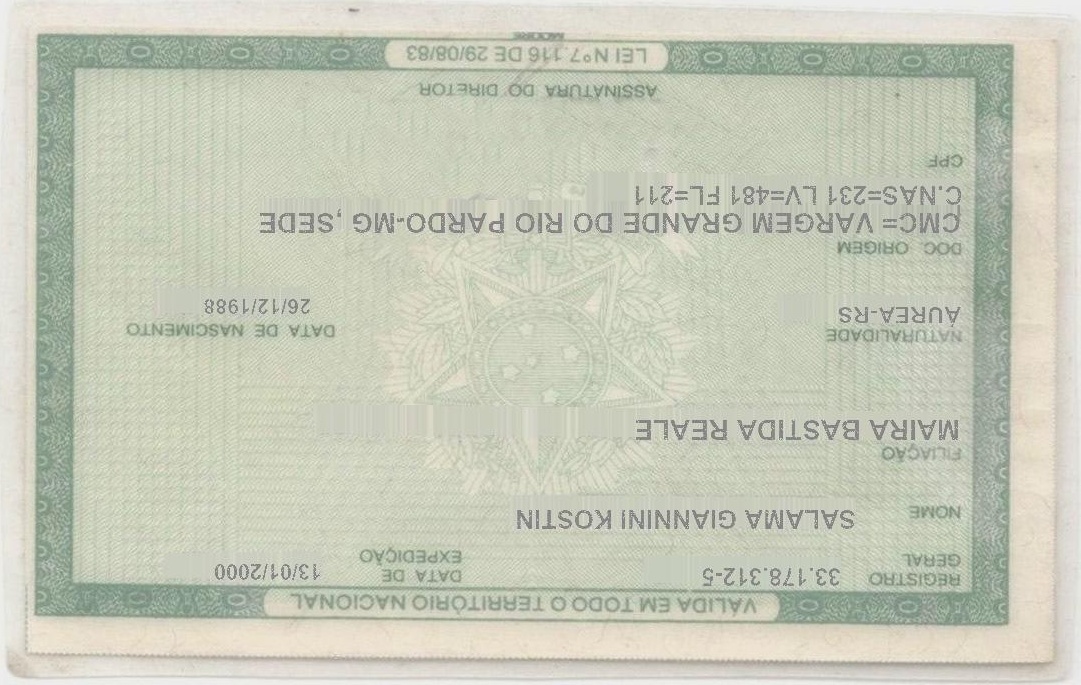 VÁLIDA EM TODO O TERRITÓRIO NACIONAL
REGISTRO GERAL 33.178.312-5 DATA DE EXPEDIÇÃO 13/01/2000
NOME SALAMA GIANNINI KOSTIN
FILIAÇÃO
MAIRA BASTIDA REALE
NATURALIDADE DATA DE NASCIMENTO
ÁUREA-RS 26/12/1988
DOC. ORIGEM
CMC= VARGEM GRANDE DO RIO PARDO-MG ,SEDE
C.NAS=231 LV=481 FL=211
CPF
ASSINATURA DO DIRETOR
LEI Nº 7.116 DE 29/08/83